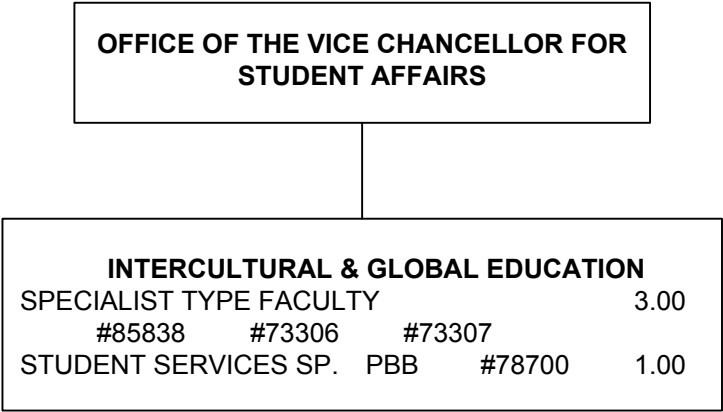 OFFICE OF THE VICE CHANCELLOR FOR
STUDENT AFFAIRS
INTERCULTURAL & GLOBAL EDUCATION
SPECIALIST TYPE FACULTY 3.00
#85838 #73306 #73307
STUDENT SERVICES SP. PBB #78700 1.00